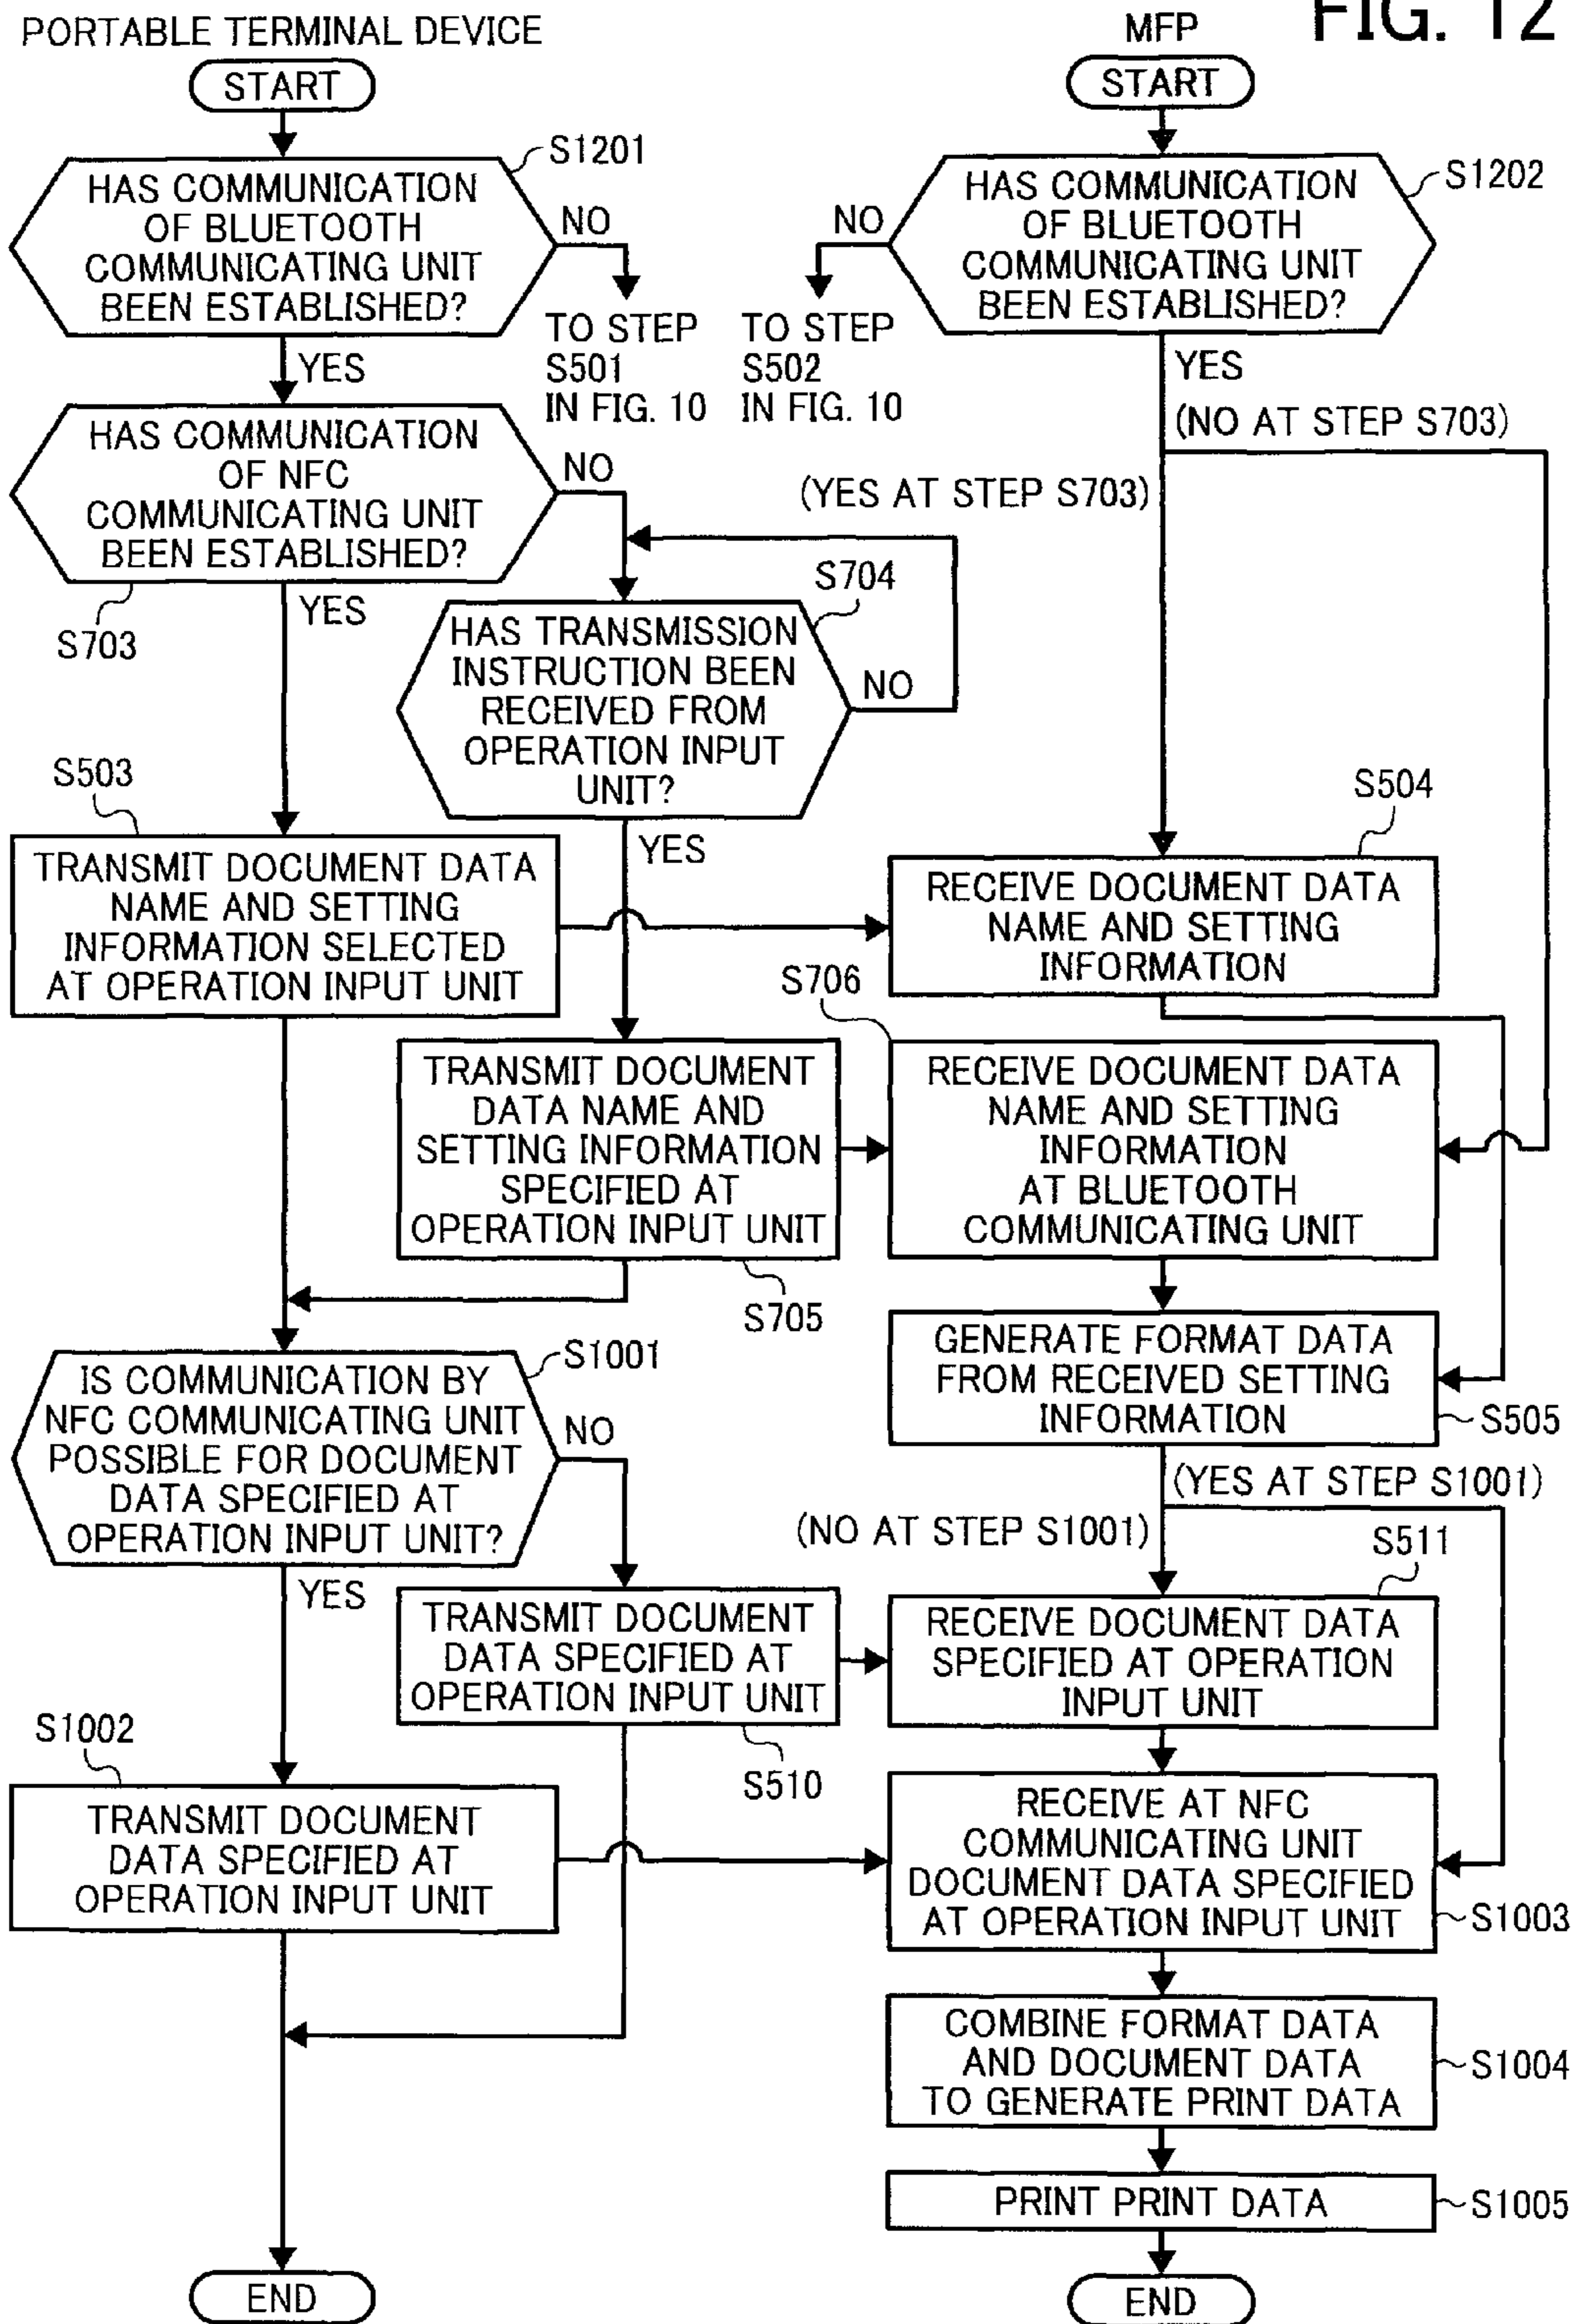 FIG. 12
PORTABLE TERMINAL DEVICE
START
S1201
HAS COMMUNICATION
OF BLUETOOTH
COMMUNICATING UNIT
BEEN ESTABLISHED?
NO
TO STEP
S501
IN FIG. 10
YES
HAS COMMUNICATION
OF NFC
COMMUNICATING UNIT
BEEN ESTABLISHED?
NO
S703
YES
S704
HAS TRANSMISSION
INSTRUCTION BEEN
RECEIVED FROM
OPERATION INPUT
UNIT?
NO
YES
S503
TRANSMIT DOCUMENT DATA
NAME AND SETTING
INFORMATION SELECTED
AT OPERATION INPUT UNIT
TRANSMIT DOCUMENT
DATA NAME AND
SETTING INFORMATION
SPECIFIED AT
OPERATION INPUT UNIT
S705
S1001
IS COMMUNICATION BY
NFC COMMUNICATING UNIT
POSSIBLE FOR DOCUMENT
DATA SPECIFIED AT
OPERATION INPUT UNIT?
NO
YES
TRANSMIT DOCUMENT
DATA SPECIFIED AT
OPERATION INPUT UNIT
S510
S1002
TRANSMIT DOCUMENT
DATA SPECIFIED AT
OPERATION INPUT UNIT
END
MFP
START
S1202
HAS COMMUNICATION
OF BLUETOOTH
COMMUNICATING UNIT
BEEN ESTABLISHED?
NO
TO STEP
S502
IN FIG. 10
YES
(NO AT STEP S703)
(YES AT STEP S703)
S504
RECEIVE DOCUMENT DATA
NAME AND SETTING
INFORMATION
S706
RECEIVE DOCUMENT DATA
NAME AND SETTING
INFORMATION
AT BLUETOOTH
COMMUNICATING UNIT
GENERATE FORMAT DATA
FROM RECEIVED SETTING
INFORMATION
S505
(YES AT STEP S1001)
(NO AT STEP S1001)
S511
RECEIVE DOCUMENT DATA
SPECIFIED AT OPERATION
INPUT UNIT
RECEIVE AT NFC
COMMUNICATING UNIT
DOCUMENT DATA SPECIFIED
AT OPERATION INPUT UNIT
S1003
COMBINE FORMAT DATA
AND DOCUMENT DATA
TO GENERATE PRINT DATA
S1004
PRINT PRINT DATA
S1005
END